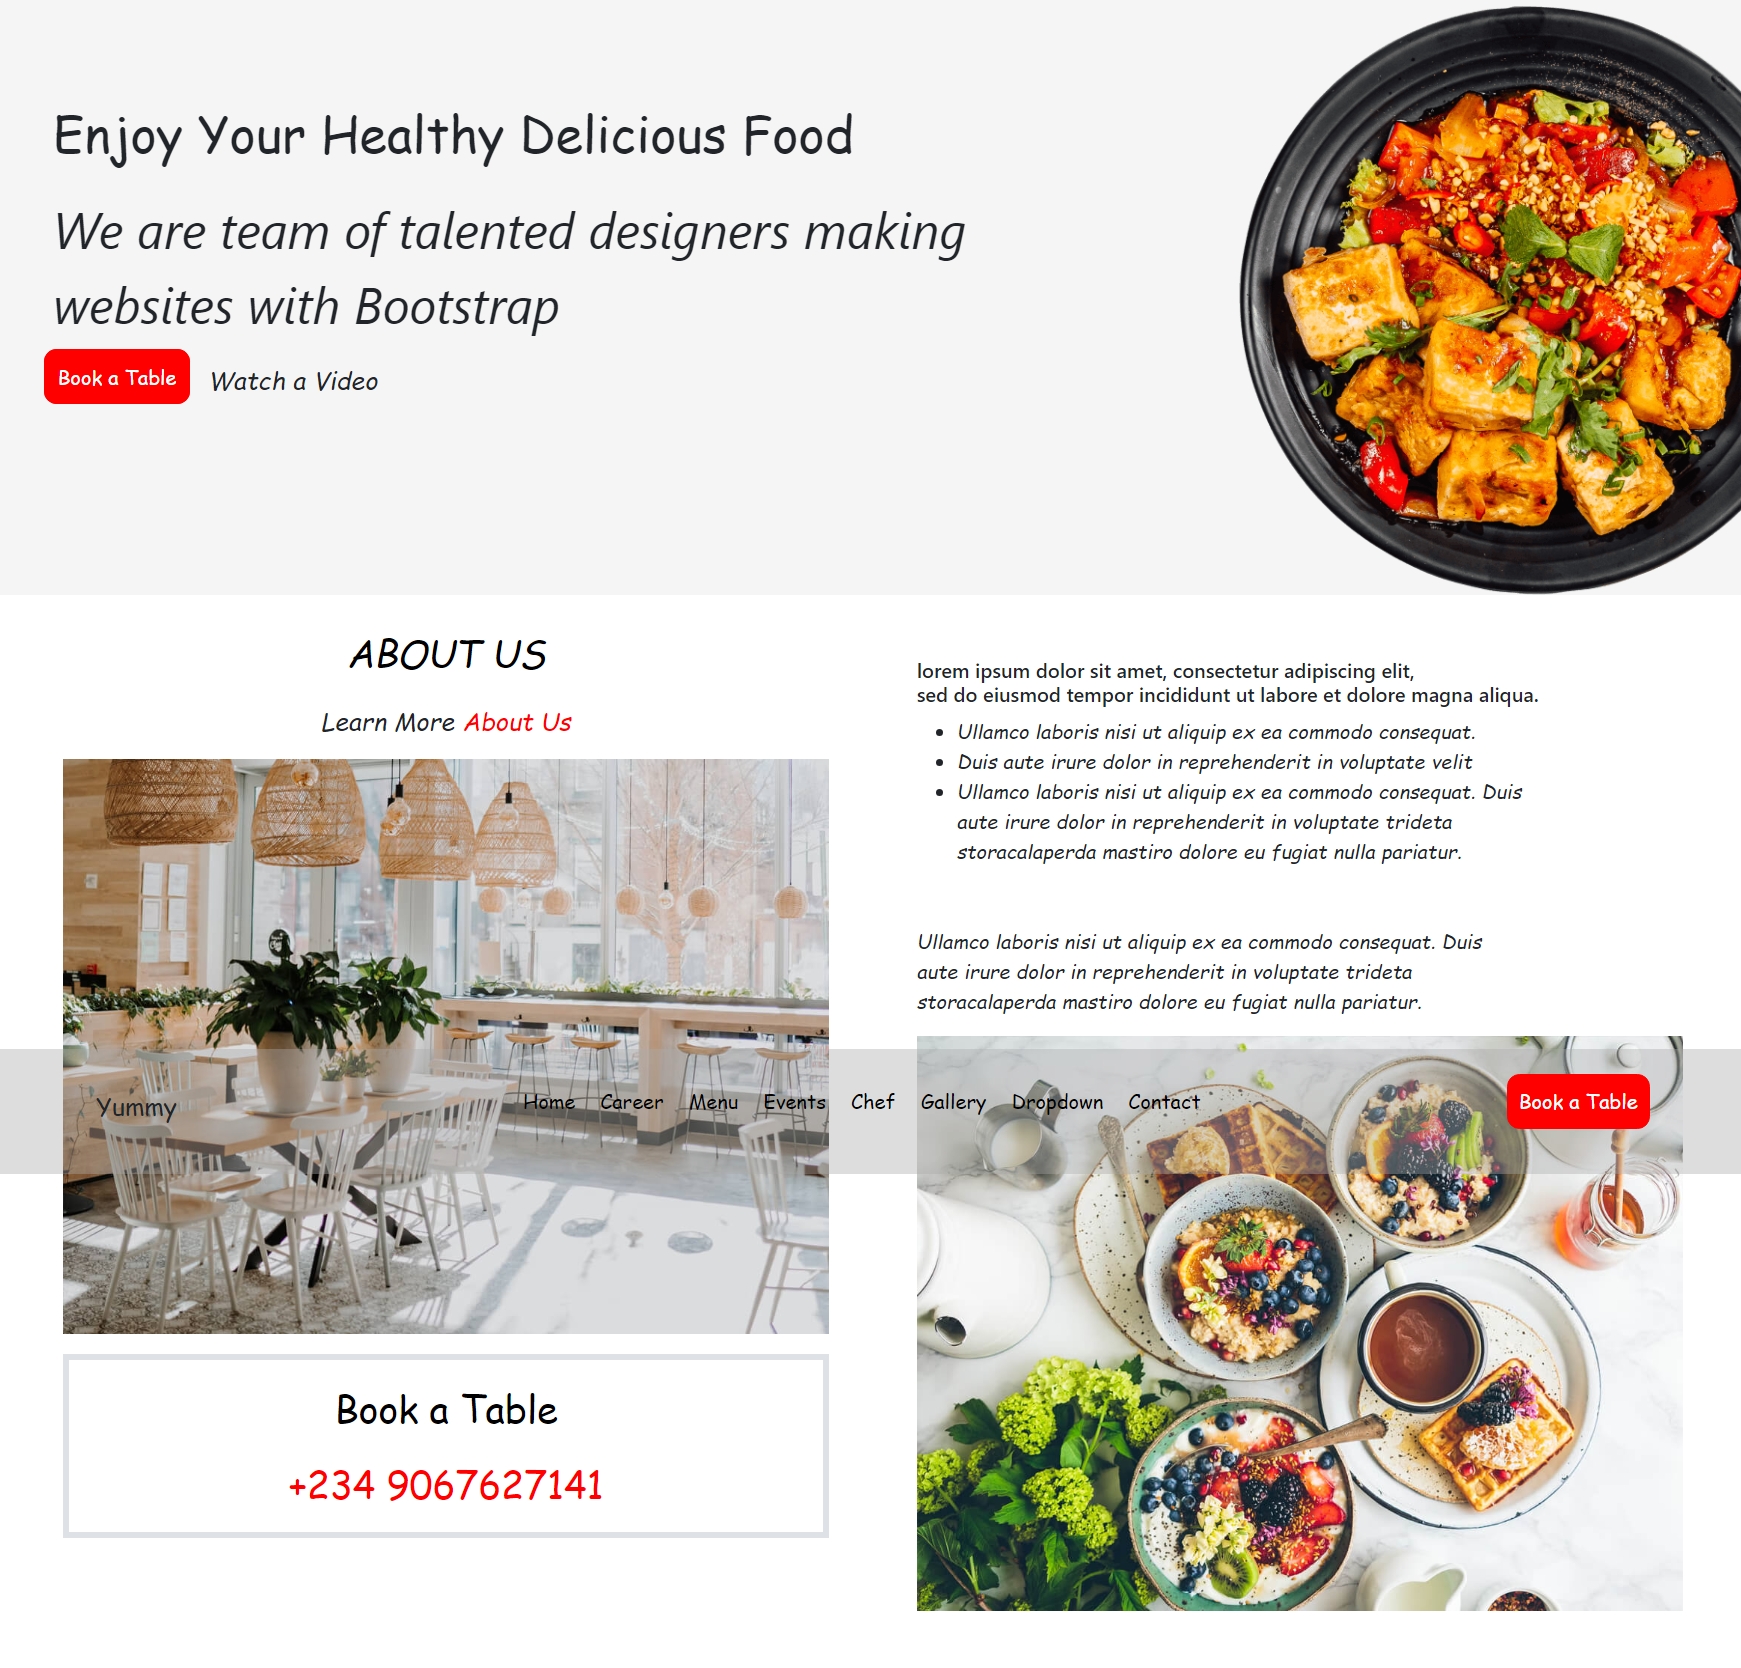 Enjoy Your Healthy Delicious Food
We are team of talented designers making
websites with Bootstrap
Book a Table
Watch a Video
ABOUT US
Learn More About Us
Book a Table
+234 9067627141
lorem ipsum dolor sit amet, consectetur adipiscing elit,
sed do eiusmod tempor incididunt ut labore et dolore magna aliqua.
Ullamco laboris nisi ut aliquip ex ea commodo consequat.
Duis aute irure dolor in reprehenderit in voluptate velit
Ullamco laboris nisi ut aliquip ex ea commodo consequat. Duis
aute irure dolor in reprehenderit in voluptate trideta
storacalaperda mastiro dolore eu fugiat nulla pariatur.
Ullamco laboris nisi ut aliquip ex ea commodo consequat. Duis
aute irure dolor in reprehenderit in voluptate trideta
storacalaperda mastiro dolore eu fugiat nulla pariatur.
Yummy
Home Career Menu Events Chef Gallery Dropdown Contact
Book a Table